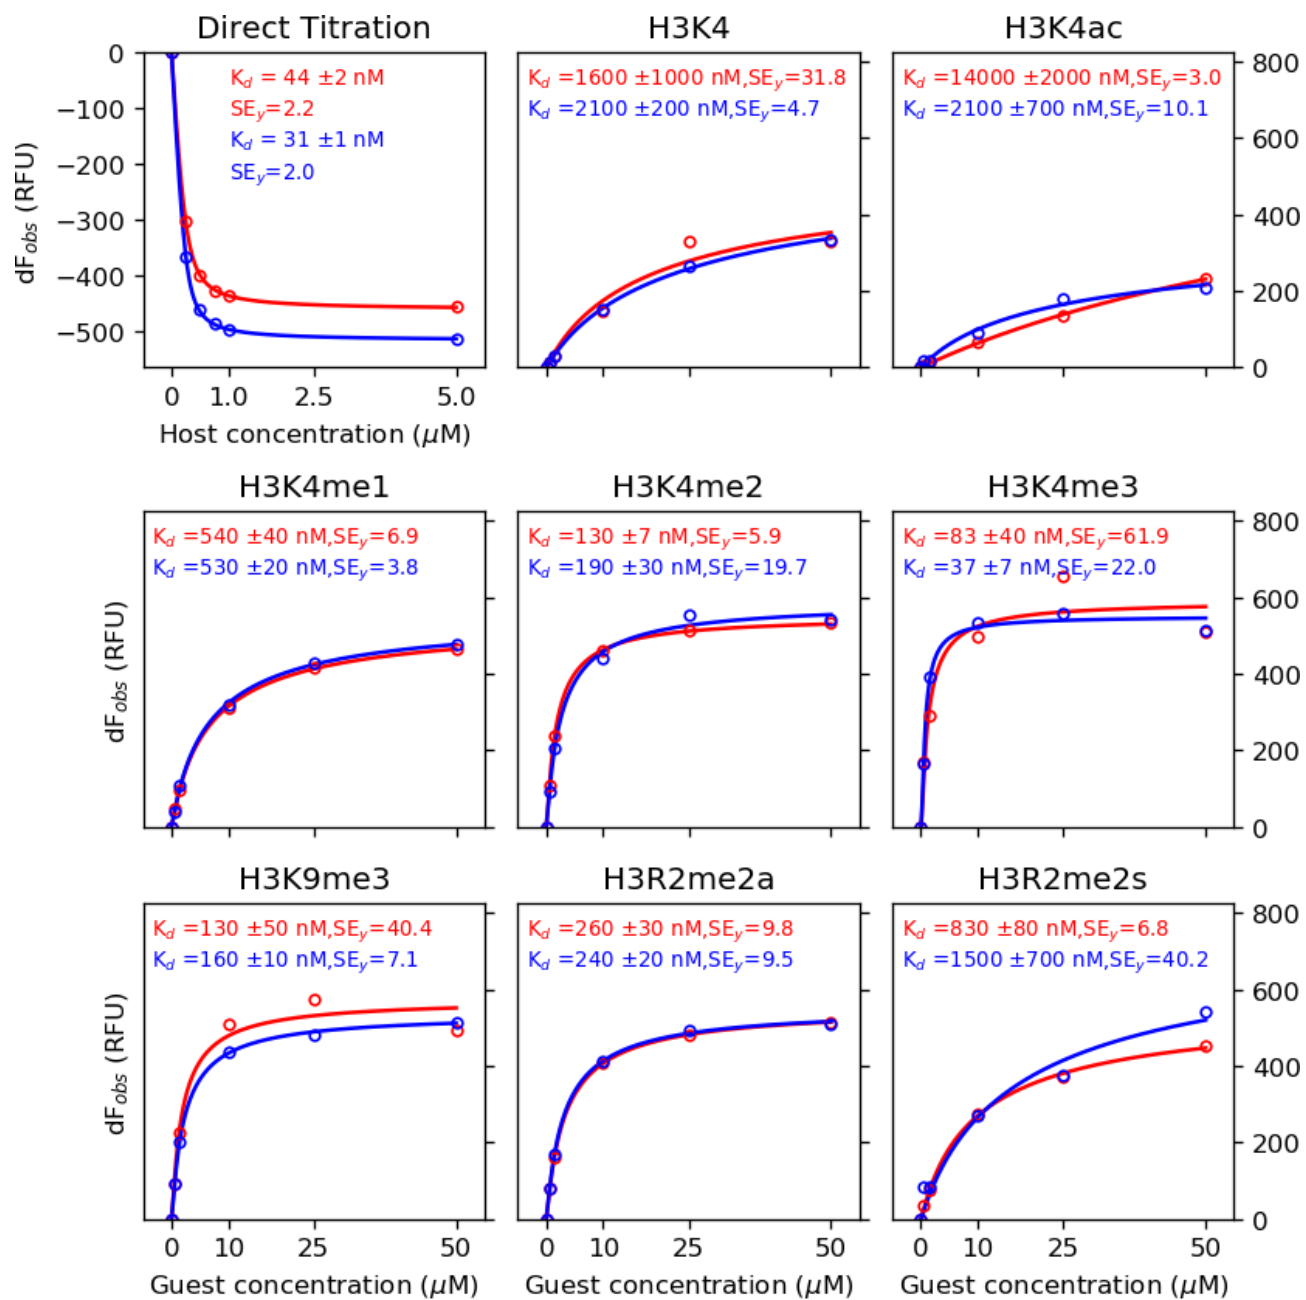 Direct Titration
H3K4
H3K4ac
dF_obs (RFU)
0
−100
−200
−300
−400
−500
K_d = 44 ±2 nM
SE_y=2.2
K_d = 31 ±1 nM
SE_y=2.0
0 1.0 2.5 5.0
Host concentration (μM)
K_d =1600 ±1000 nM,SE_y=31.8
K_d =2100 ±200 nM,SE_y=4.7
K_d =14000 ±2000 nM,SE_y=3.0
K_d =2100 ±700 nM,SE_y=10.1
800
600
400
200
0
H3K4me1
H3K4me2
H3K4me3
dF_obs (RFU)
K_d =540 ±40 nM,SE_y=6.9
K_d =530 ±20 nM,SE_y=3.8
K_d =130 ±7 nM,SE_y=5.9
K_d =190 ±30 nM,SE_y=19.7
K_d =83 ±40 nM,SE_y=61.9
K_d =37 ±7 nM,SE_y=22.0
800
600
400
200
0
H3K9me3
H3R2me2a
H3R2me2s
dF_obs (RFU)
K_d =130 ±50 nM,SE_y=40.4
K_d =160 ±10 nM,SE_y=7.1
K_d =260 ±30 nM,SE_y=9.8
K_d =240 ±20 nM,SE_y=9.5
K_d =830 ±80 nM,SE_y=6.8
K_d =1500 ±700 nM,SE_y=40.2
800
600
400
200
0
0 10 25 50
0 10 25 50
0 10 25 50
Guest concentration (μM)
Guest concentration (μM)
Guest concentration (μM)